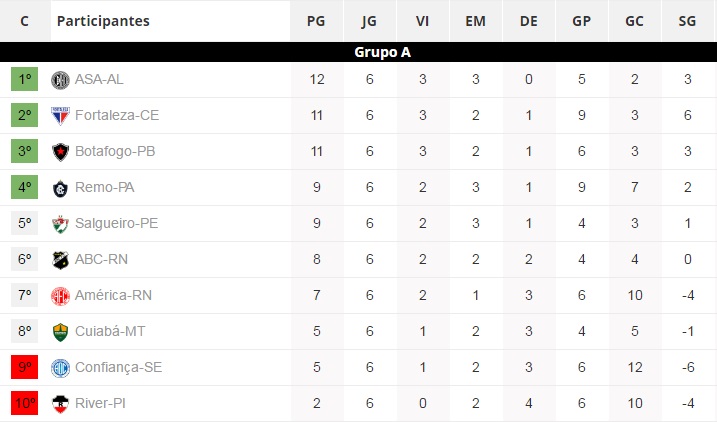 C Participantes PG JG VI EM DE GP GC SG
Grupo A
1º ASA-AL 12 6 3 3 0 5 2 3
2º Fortaleza-CE 11 6 3 2 1 9 3 6
3º Botafogo-PB 11 6 3 2 1 6 3 3
4º Remo-PA 9 6 2 3 1 9 7 2
5º Salgueiro-PE 9 6 2 3 1 4 3 1
6º ABC-RN 8 6 2 2 2 4 4 0
7º América-RN 7 6 2 1 3 6 10 -4
8º Cuiabá-MT 5 6 1 2 3 4 5 -1
9º Confiança-SE 5 6 1 2 3 6 12 -6
10º River-PI 2 6 0 2 4 6 10 -4